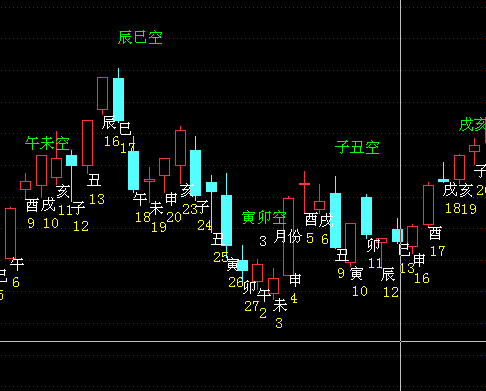 辰巳空
午未空
子丑空
戌亥
寅卯空
3 月份
巳
5
午
6
酉
9
戌
10
亥
11
子
12
丑
13
辰
16
巳
17
午
18
未
19
申
20
亥
23
子
24
丑
25
寅
26
卯
27
午
2
未
3
申
4
酉
5
戌
6
丑
9
寅
10
卯
11
辰
12
巳
13
申
16
酉
17
戌
18
亥
19
子